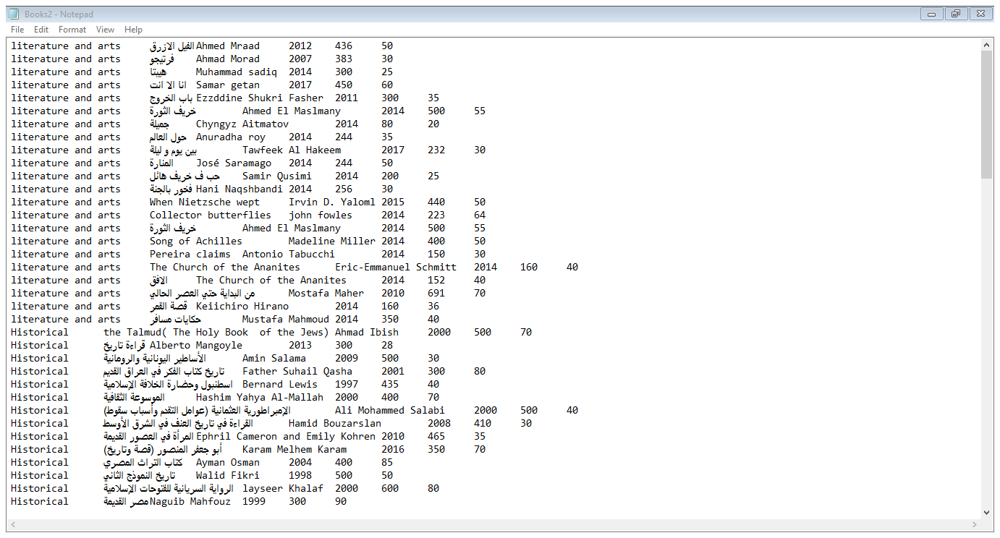 Books2 - Notepad
File Edit Format View Help
literature and arts الفيل الازرق Ahmed Mraad 2012 436 50
literature and arts فرتيجو Ahmad Morad 2007 383 30
literature and arts هيبتا Muhammad sadiq 2014 300 25
literature and arts انا الا انت Samar getan 2017 450 60
literature and arts باب الخروج Ezzddine Shukri Fasher 2011 300 35
literature and arts خريف الثورة Ahmed El Maslmany 2014 500 55
literature and arts جميلة Chyngyz Aitmatov 2014 80 20
literature and arts حول العالم Anuradha roy 2014 244 35
literature and arts بين يوم و ليلة Tawfeek Al Hakeem 2017 232 30
literature and arts المنارة José Saramago 2014 244 50
literature and arts حب ف خريف هائل Samir Qusimi 2014 200 25
literature and arts فخور بالجنة Hani Naqshbandi 2014 256 30
literature and arts When Nietzsche wept Irvin D. Yaloml 2015 440 50
literature and arts Collector butterflies john fowles 2014 223 64
literature and arts خريف الثورة Ahmed El Maslmany 2014 500 55
literature and arts Song of Achilles Madeline Miller 2014 400 50
literature and arts Pereira claims Antonio Tabucchi 2014 150 30
literature and arts The Church of the Ananites Eric-Emmanuel Schmitt 2014 160 40
literature and arts الافق The Church of the Ananites 2014 152 40
literature and arts من البداية حتي العصر الحالي Mostafa Maher 2010 691 70
literature and arts قصة القمر Keiichiro Hirano 2014 160 36
literature and arts حكايات مسافر Mustafa Mahmoud 2014 350 40
Historical the Talmud( The Holy Book  of the Jews) Ahmad Ibish 2000 500 70
Historical قراءة تاريخ Alberto Mangoyle 2013 300 28
Historical الأساطير اليونانية والرومانية Amin Salama 2009 500 30
Historical تاريخ كتاب الفكر في العراق القديم Father Suhail Qasha 2001 300 80
Historical اسطنبول وحضارة الخلافة الإسلامية Bernard Lewis 1997 435 40
Historical الموسوعة الثقافية Hashim Yahya Al-Mallah 2000 400 70
Historical الإمبراطورية العثمانية (عوامل التقدم وأسباب سقوط) Ali Mohammed Salabi 2000 500 40
Historical القراءة في تاريخ العنف في الشرق الأوسط Hamid Bouzarslan 2008 410 30
Historical المرأة في العصور القديمة Ephril Cameron and Emily Kohren 2010 465 35
Historical أبو جعفر المنصور (قصة وتاريخ) Karam Melhem Karam 2016 350 70
Historical كتاب التراث المصري Ayman Osman 2004 400 85
Historical تاريخ النموذج الثاني Walid Fikri 1998 500 50
Historical الرواية السريانية للفتوحات الإسلامية layseer Khalaf 2000 600 80
Historical مصر القديمة Naguib Mahfouz 1999 300 90